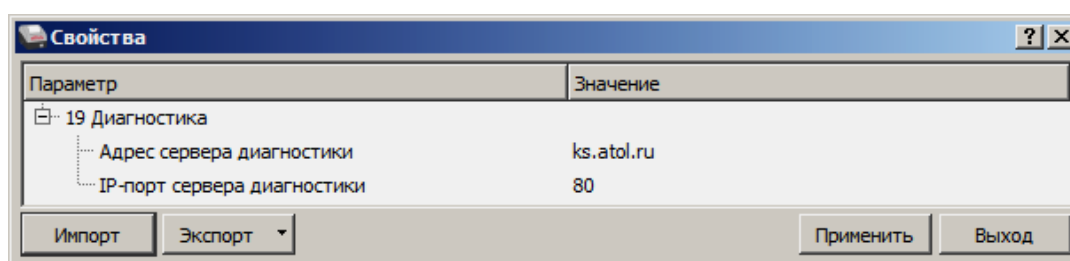 Свойства
Параметр Значение
19 Диагностика
Адрес сервера диагностики ks.atol.ru
IP-порт сервера диагностики 80
Импорт Экспорт Применить Выход